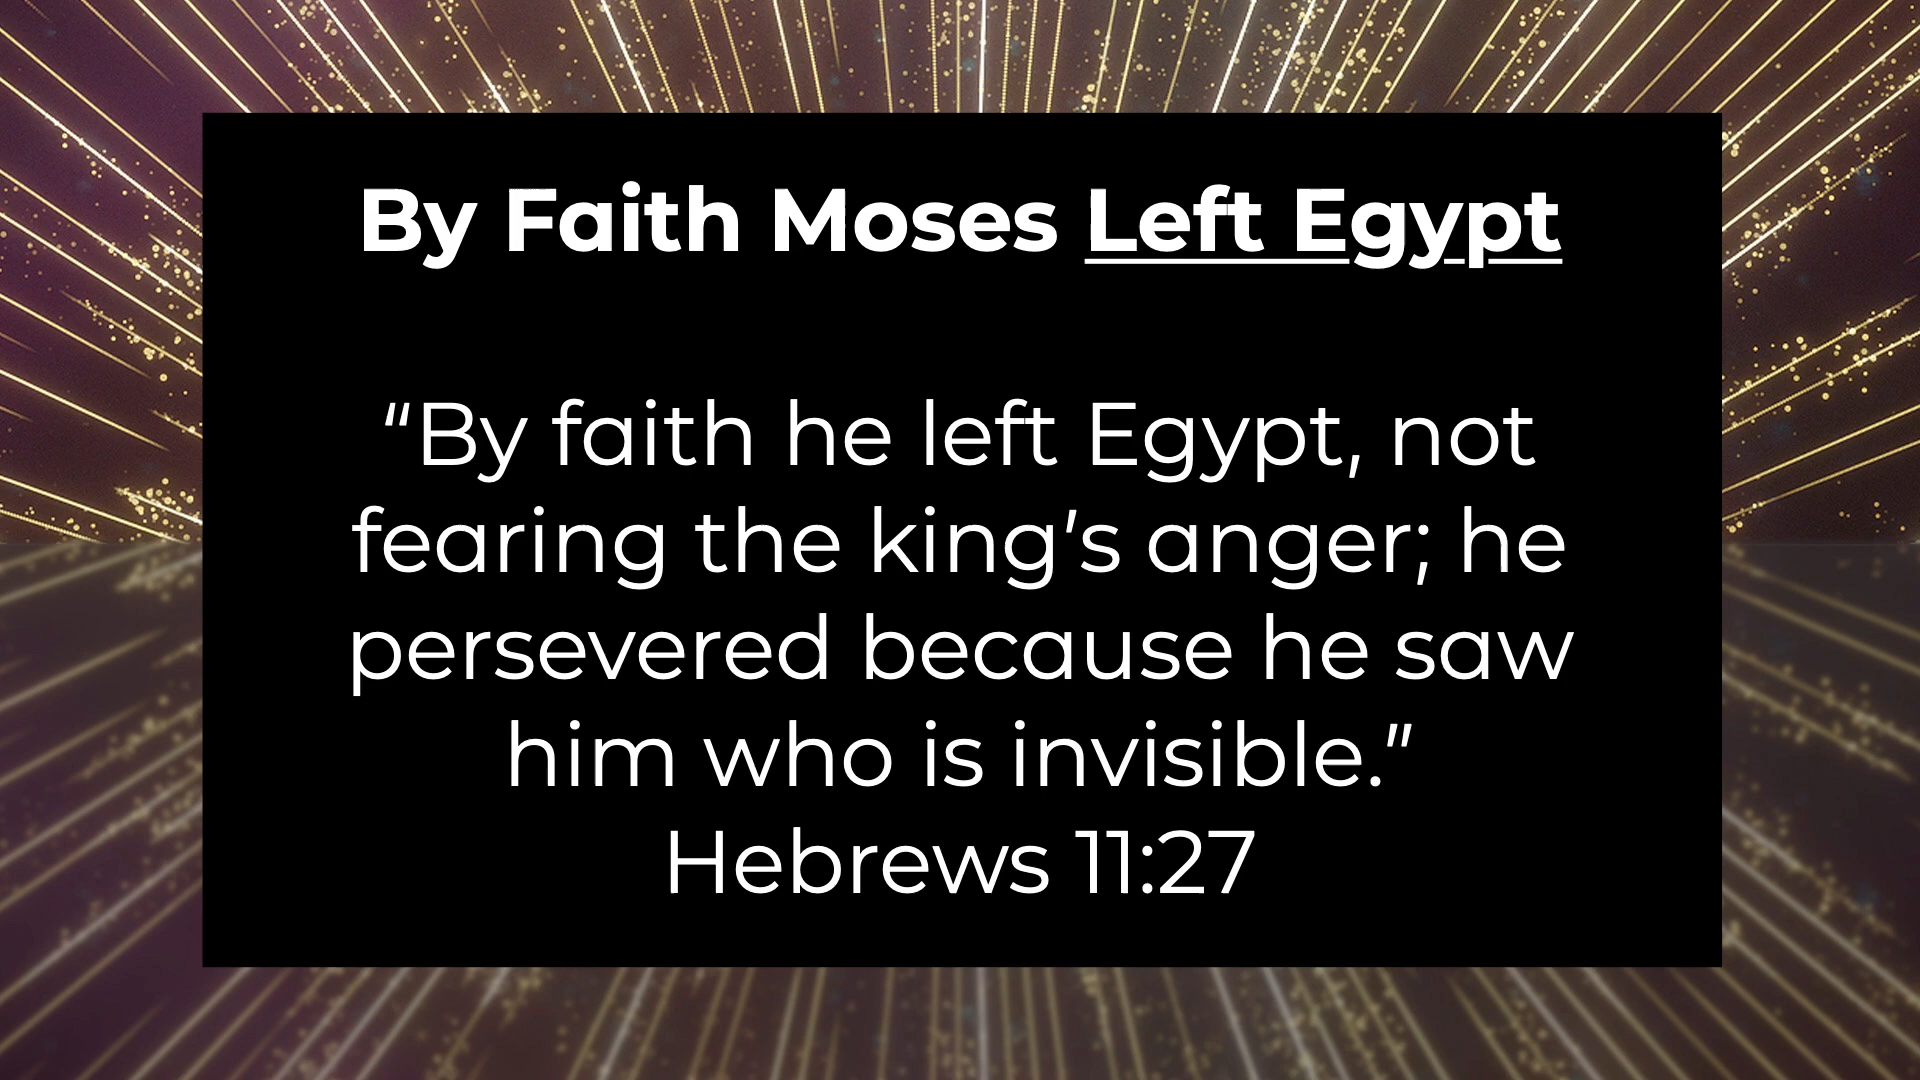 By Faith Moses Left Egypt
“By faith he left Egypt, not
fearing the king’s anger; he
persevered because he saw
him who is invisible.”
Hebrews 11:27